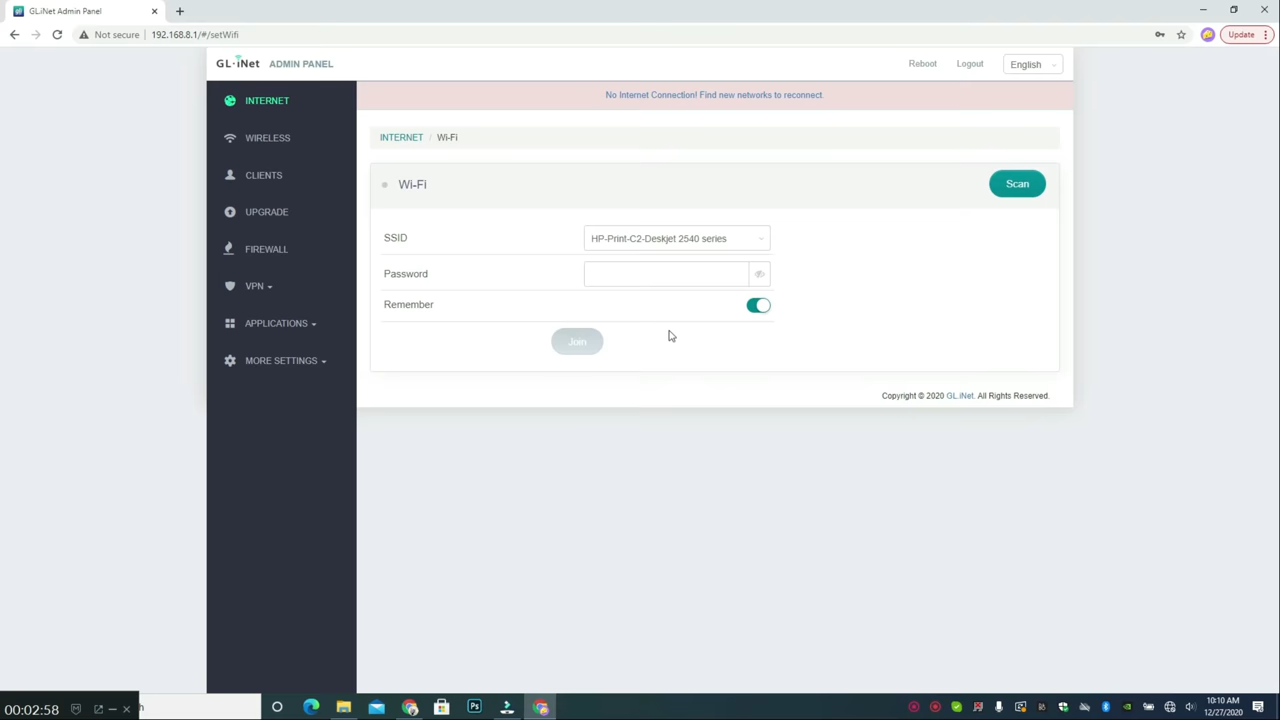 GL.iNet Admin Panel
Not secure
192.168.8.1/#/setWifi
Update
GL·iNet ADMIN PANEL
Reboot
Logout
English
INTERNET
WIRELESS
CLIENTS
UPGRADE
FIREWALL
VPN
APPLICATIONS
MORE SETTINGS
No Internet Connection! Find new networks to reconnect.
INTERNET / Wi-Fi
Wi-Fi
Scan
SSID
HP-Print-C2-Deskjet 2540 series
Password
Remember
Join
Copyright © 2020 GL.iNet. All Rights Reserved.
00:02:58
h
Ps
10:10 AM
12/27/2020